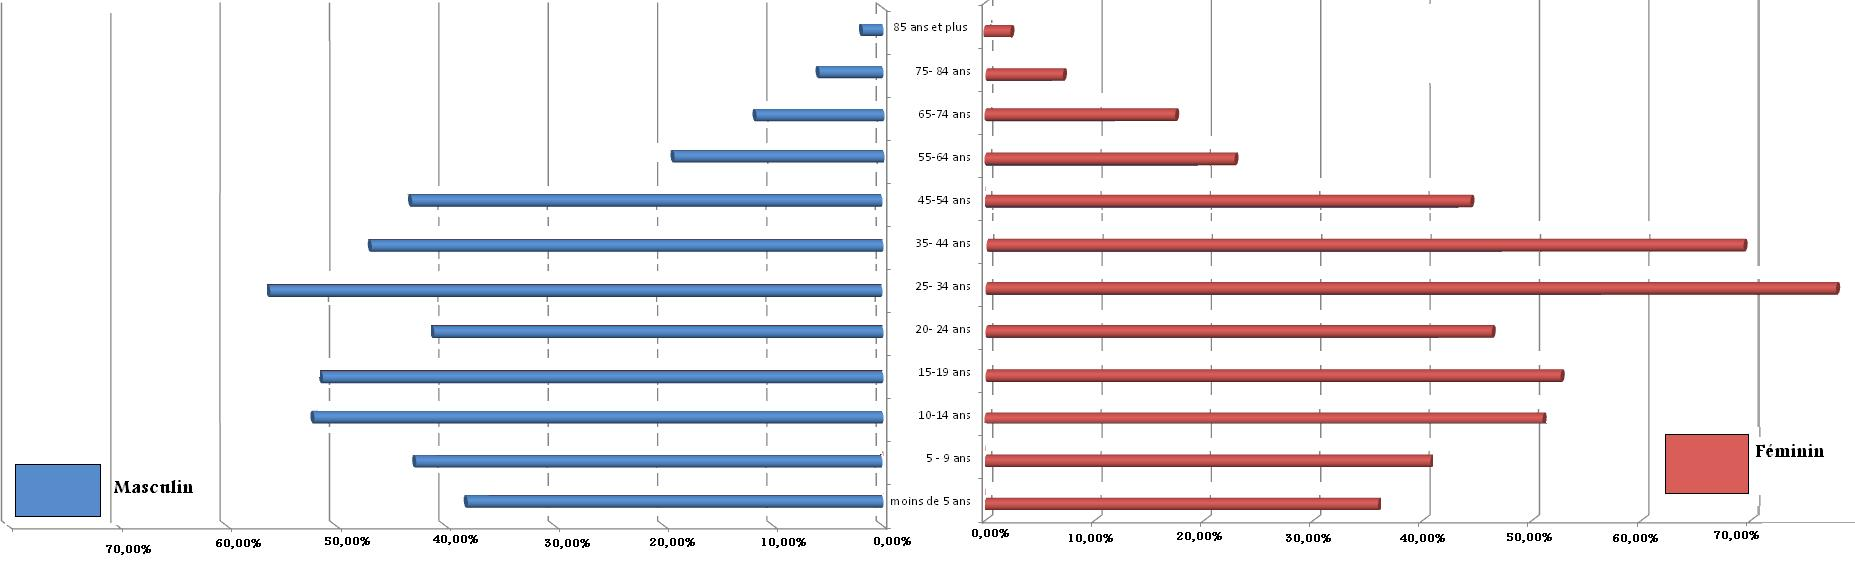 85 ans et plus
75- 84 ans
65-74 ans
55-64 ans
45-54 ans
35- 44 ans
25- 34 ans
20- 24 ans
15-19 ans
10-14 ans
5 - 9 ans
moins de 5 ans
Masculin
Féminin
70,00% 60,00% 50,00% 40,00% 30,00% 20,00% 10,00% 0,00%
0,00% 10,00% 20,00% 30,00% 40,00% 50,00% 60,00% 70,00%